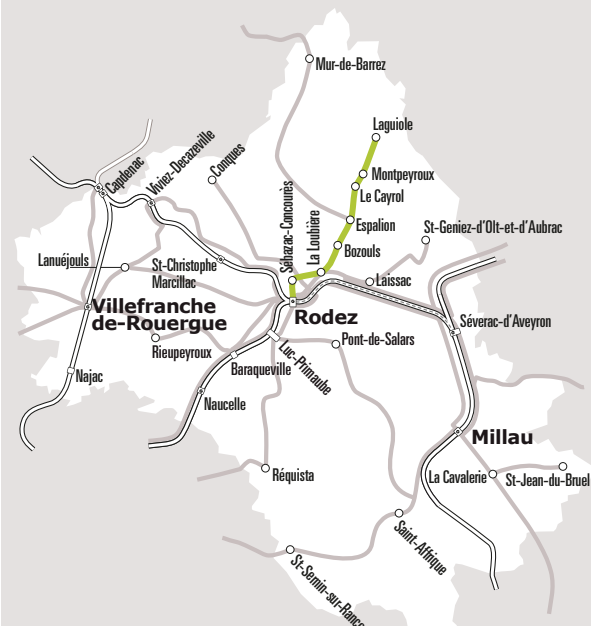 Mur-de-Barrez
Laguiole
Capdenac
Viviez-Decazeville
Conques
Montpeyroux
Le Cayrol
Espalion
St-Geniez-d'Olt-et-d'Aubrac
Sébazac-Concourès
La Loubière
Bozouls
Lanuéjouls
St-Christophe
Marcillac
Laissac
Villefranche
de-Rouergue
Rodez
Séverac-d'Aveyron
Rieupeyroux
Luc-Primaube
Pont-de-Salars
Najac
Baraqueville
Naucelle
Millau
Réquista
La Cavalerie
St-Jean-du-Bruel
Saint-Affrique
St-Sernin-sur-Rance